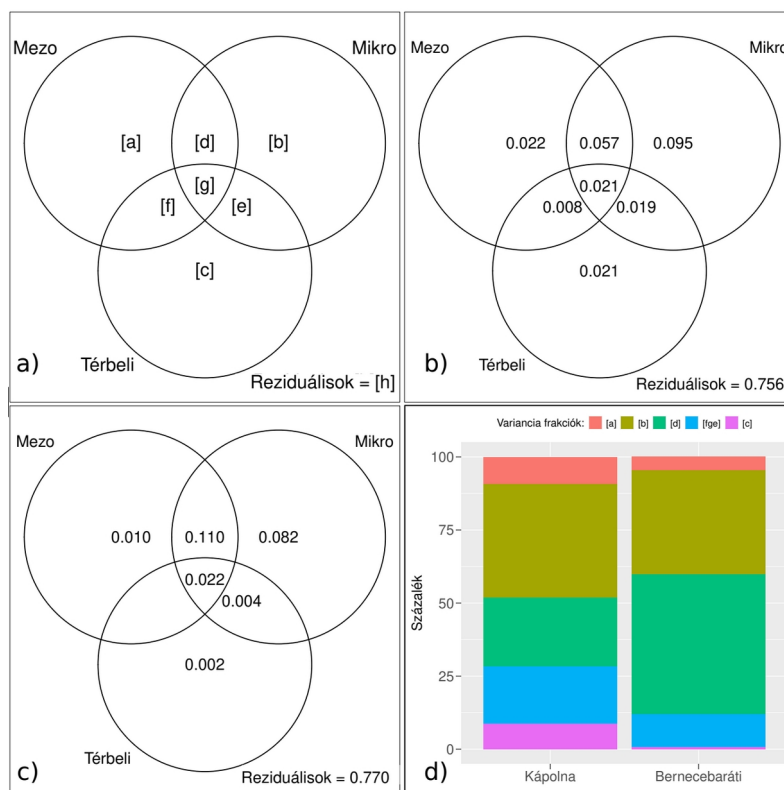 Mezo
Mikro
[a]
[d]
[b]
[g]
[f]
[e]
[c]
Térbeli
a)
Reziduálisok = [h]
Mezo
Mikro
0.022
0.057
0.095
0.021
0.008
0.019
0.021
Térbeli
b)
Reziduálisok = 0.756
Mezo
Mikro
0.010
0.110
0.082
0.022
0.004
0.002
Térbeli
c)
Reziduálisok = 0.770
Variancia frakciók: [a] [b] [d] [fge] [c]
100
75
50
25
0
Százalék
Kápolna
Bernecebaráti
d)